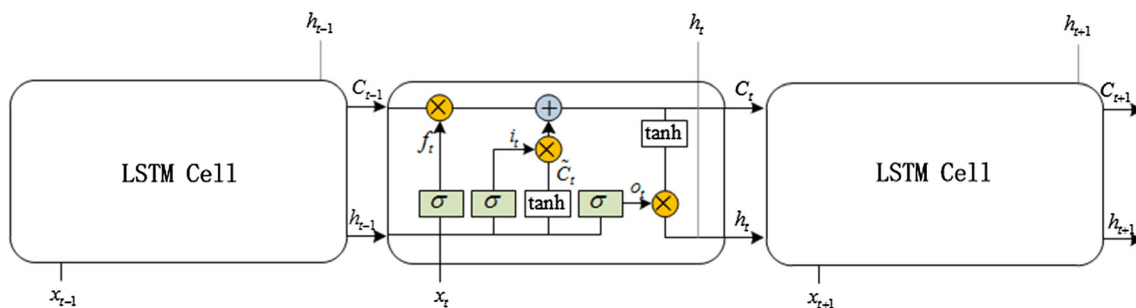 h_{t-1}
h_t
h_{t+1}
C_{t-1}
C_t
C_{t+1}
f_t
i_t
tanh
LSTM Cell
C̃_t
LSTM Cell
σ
σ
tanh
σ
o_t
h_{t-1}
h_t
h_{t+1}
x_{t-1}
x_t
x_{t+1}